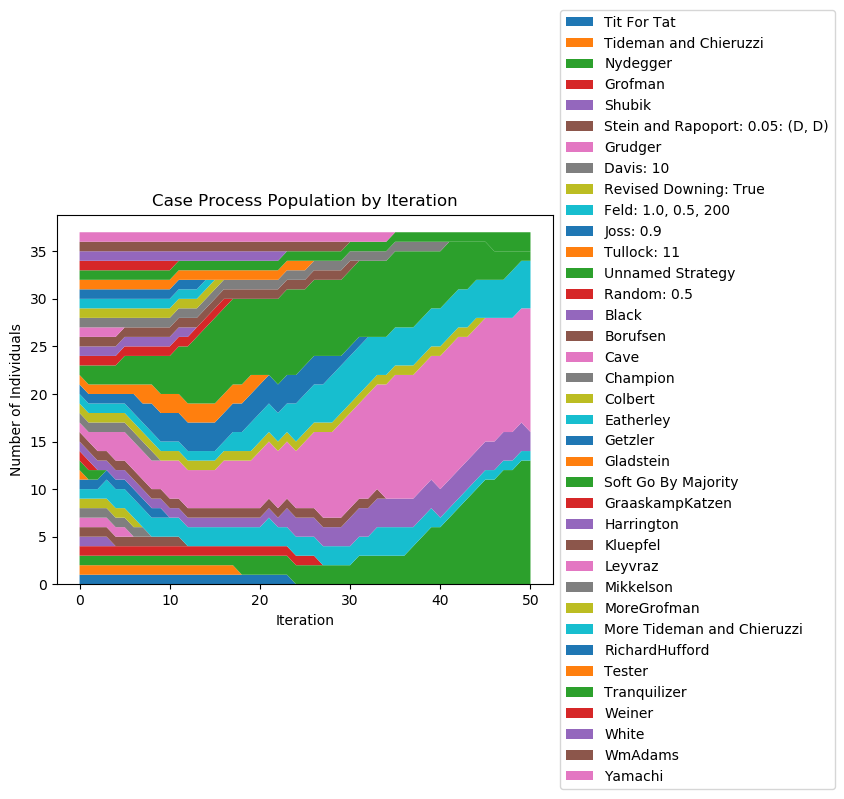 Case Process Population by Iteration
Number of Individuals
35
30
25
20
15
10
5
0
0 10 20 30 40 50
Iteration
Tit For Tat
Tideman and Chieruzzi
Nydegger
Grofman
Shubik
Stein and Rapoport: 0.05: (D, D)
Grudger
Davis: 10
Revised Downing: True
Feld: 1.0, 0.5, 200
Joss: 0.9
Tullock: 11
Unnamed Strategy
Random: 0.5
Black
Borufsen
Cave
Champion
Colbert
Eatherley
Getzler
Gladstein
Soft Go By Majority
GraaskampKatzen
Harrington
Kluepfel
Leyvraz
Mikkelson
MoreGrofman
More Tideman and Chieruzzi
RichardHufford
Tester
Tranquilizer
Weiner
White
WmAdams
Yamachi